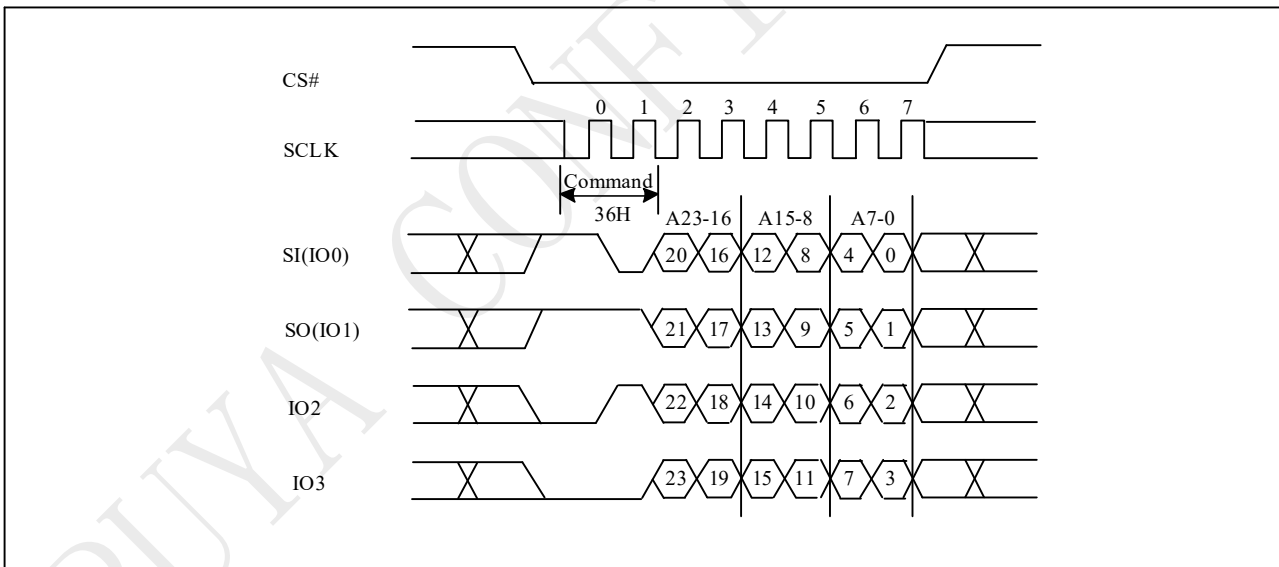 CS#
0 1 2 3 4 5 6 7
SCLK
Command
36H
A23-16 A15-8 A7-0
SI(IO0) 20 16 12 8 4 0
SO(IO1) 21 17 13 9 5 1
IO2 22 18 14 10 6 2
IO3 23 19 15 11 7 3
PUYA CONF